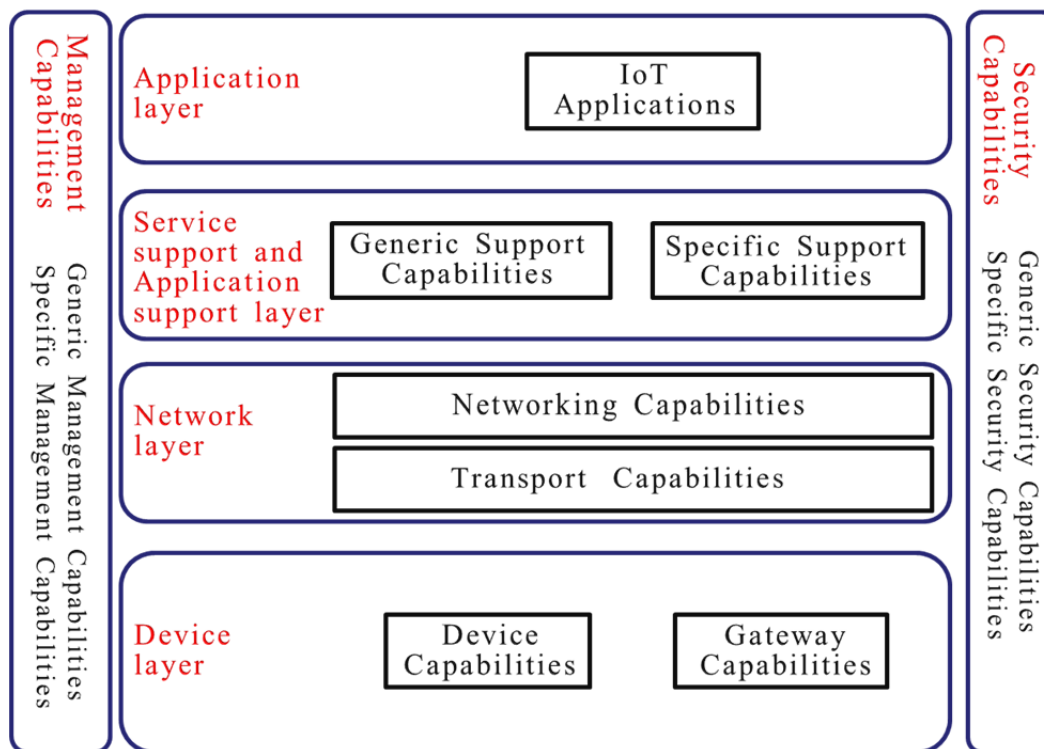 Management
Capabilities
Generic Management Capabilities
Specific Management Capabilities
Application
layer
IoT
Applications
Service
support and
Application
support layer
Generic Support
Capabilities
Specific Support
Capabilities
Network
layer
Networking Capabilities
Transport Capabilities
Device
layer
Device
Capabilities
Gateway
Capabilities
Security
Capabilities
Generic Security Capabilities
Specific Security Capabilities